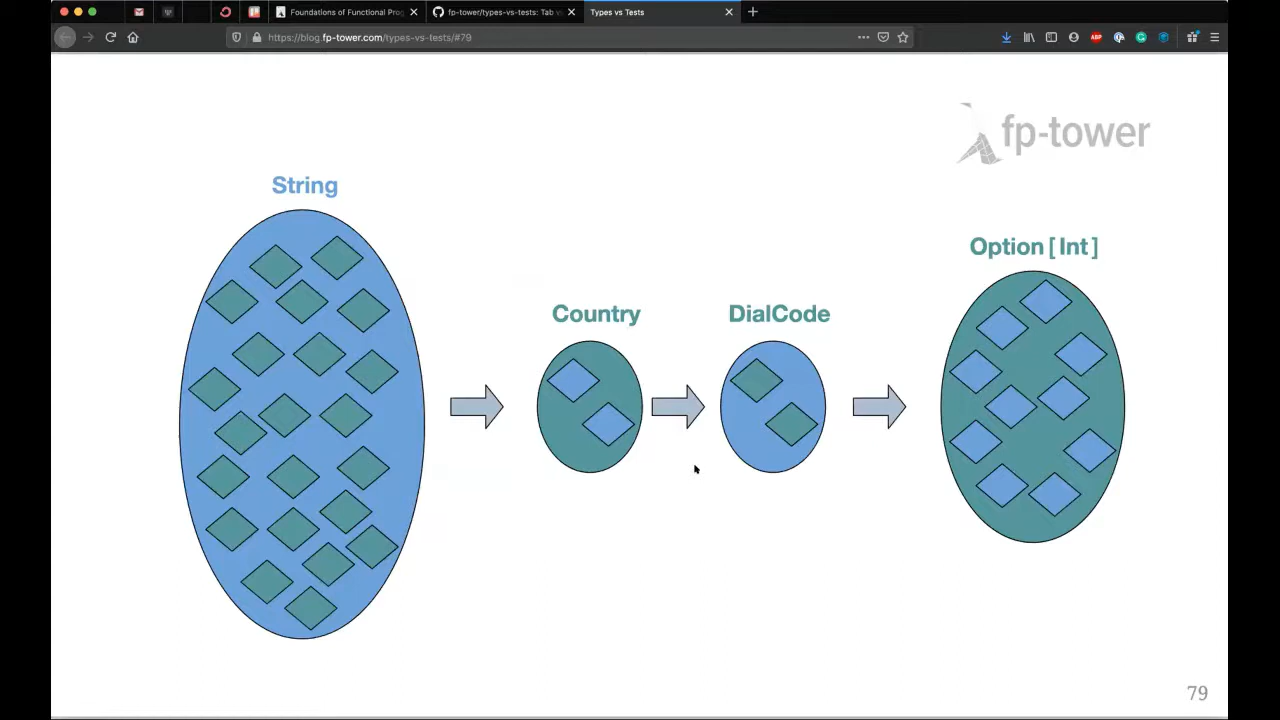 Foundations of Functional Prog
fp-tower/types-vs-tests: Tab v
Types vs Tests
https://blog.fp-tower.com/types-vs-tests/#79
ABP
fp-tower
String
Option[Int]
Country
DialCode
79